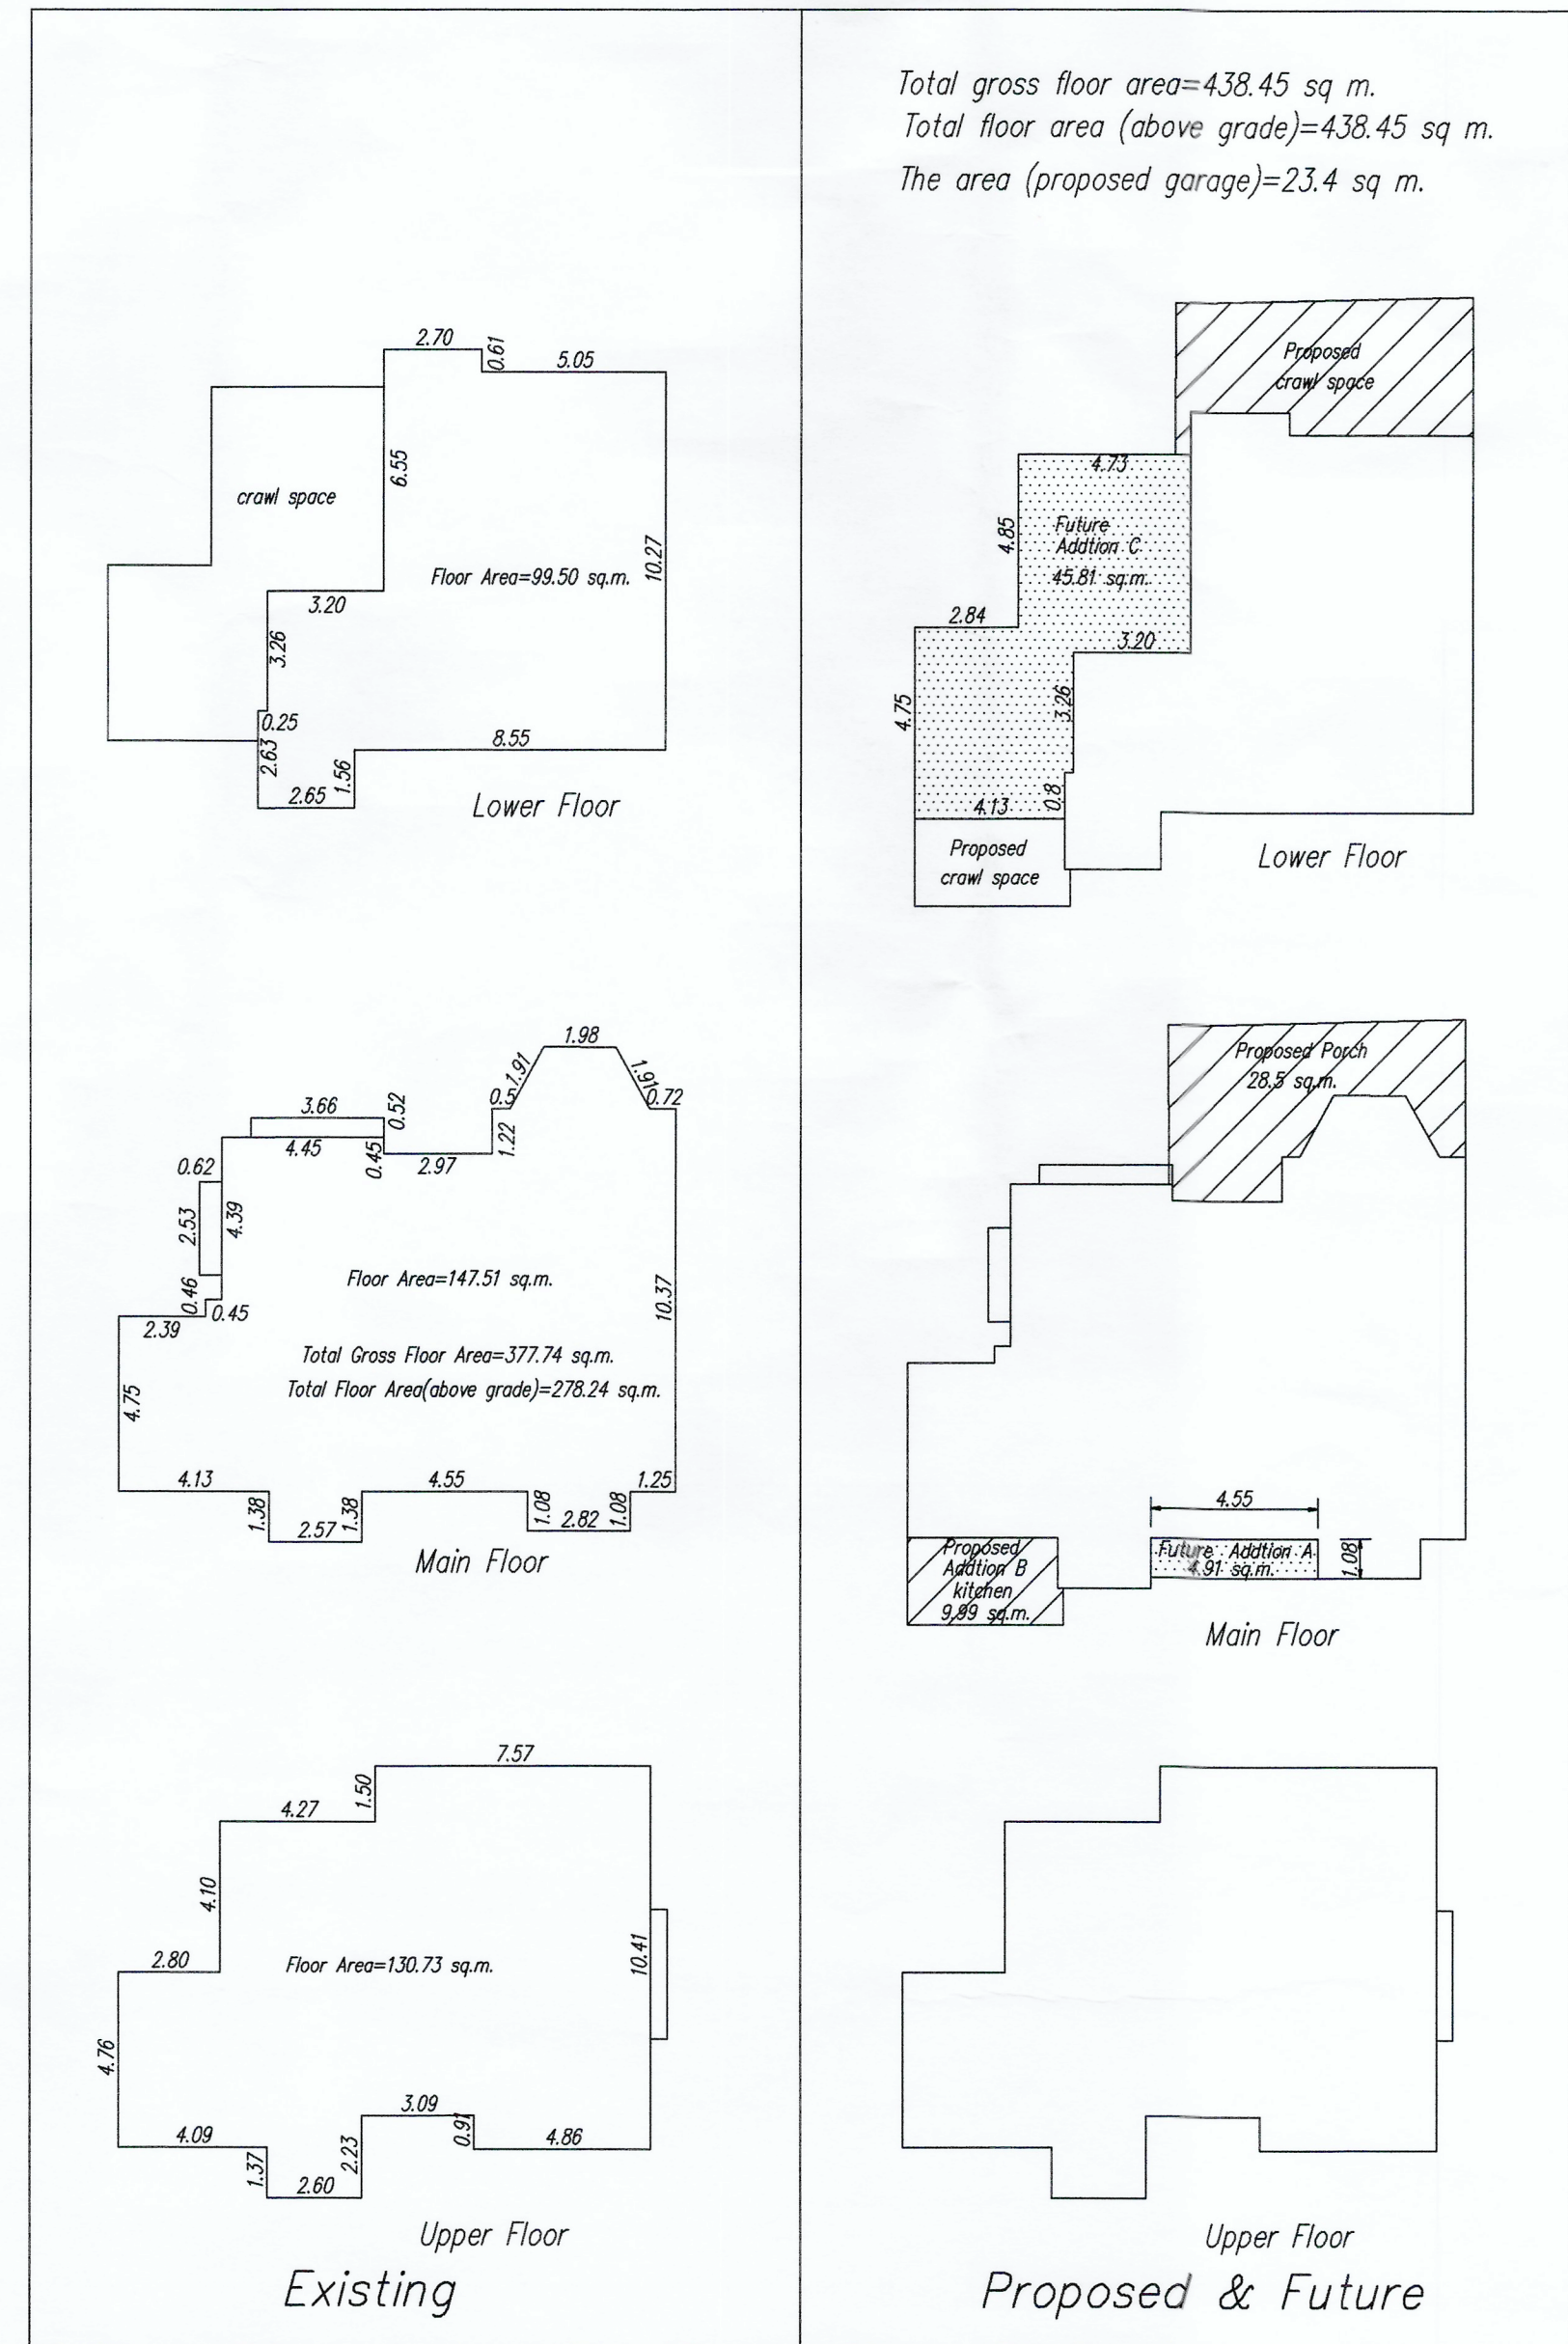 2.70
0.61
5.05
6.55
crawl space
10.27
Floor Area=99.50 sq.m.
3.20
3.26
0.25
2.63
8.55
1.56
2.65
Lower Floor
1.98
1.91
1.91
0.5
0.72
3.66
0.52
1.22
4.45
0.45
2.97
0.62
2.53
4.39
Floor Area=147.51 sq.m.
0.46
0.45
10.37
2.39
Total Gross Floor Area=377.74 sq.m.
Total Floor Area(above grade)=278.24 sq.m.
4.75
4.13
4.55
1.25
1.38
1.38
1.08
1.08
2.57
2.82
Main Floor
7.57
1.50
4.27
4.10
2.80
Floor Area=130.73 sq.m.
10.41
4.76
3.09
0.91
4.09
2.23
4.86
1.37
2.60
Upper Floor
Existing
Total gross floor area=438.45 sq m.
Total floor area (above grade)=438.45 sq m.
The area (proposed garage)=23.4 sq m.
Proposed
crawl space
4.73
4.85
Future
Addtion C
45.81 sq.m.
2.84
3.20
4.75
3.26
0.8
4.13
Proposed
crawl space
Lower Floor
Proposed Porch
28.5 sq.m.
4.55
Proposed
Addtion B
kitchen
9.99 sq.m.
Future Addtion A
4.91 sq.m.
1.08
Main Floor
Upper Floor
Proposed & Future